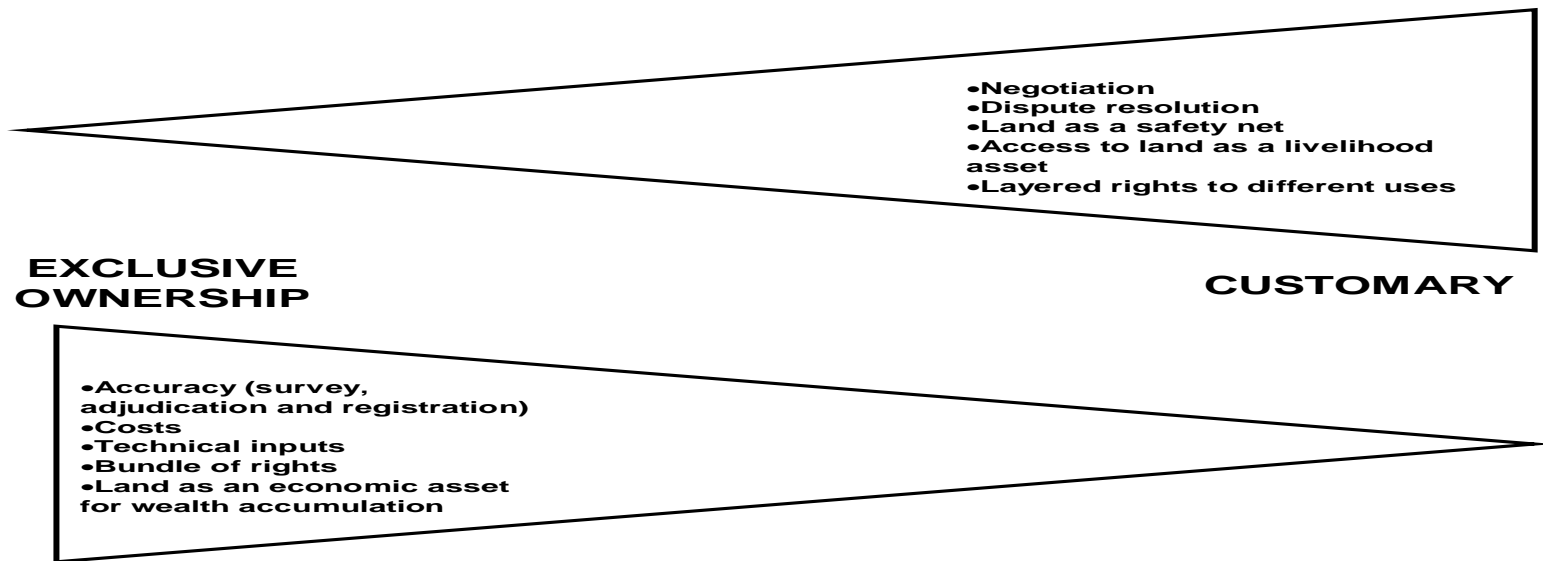 •Negotiation
•Dispute resolution
•Land as a safety net
•Access to land as a livelihood
asset
•Layered rights to different uses
EXCLUSIVE
OWNERSHIP
CUSTOMARY
•Accuracy (survey,
adjudication and registration)
•Costs
•Technical inputs
•Bundle of rights
•Land as an economic asset
for wealth accumulation